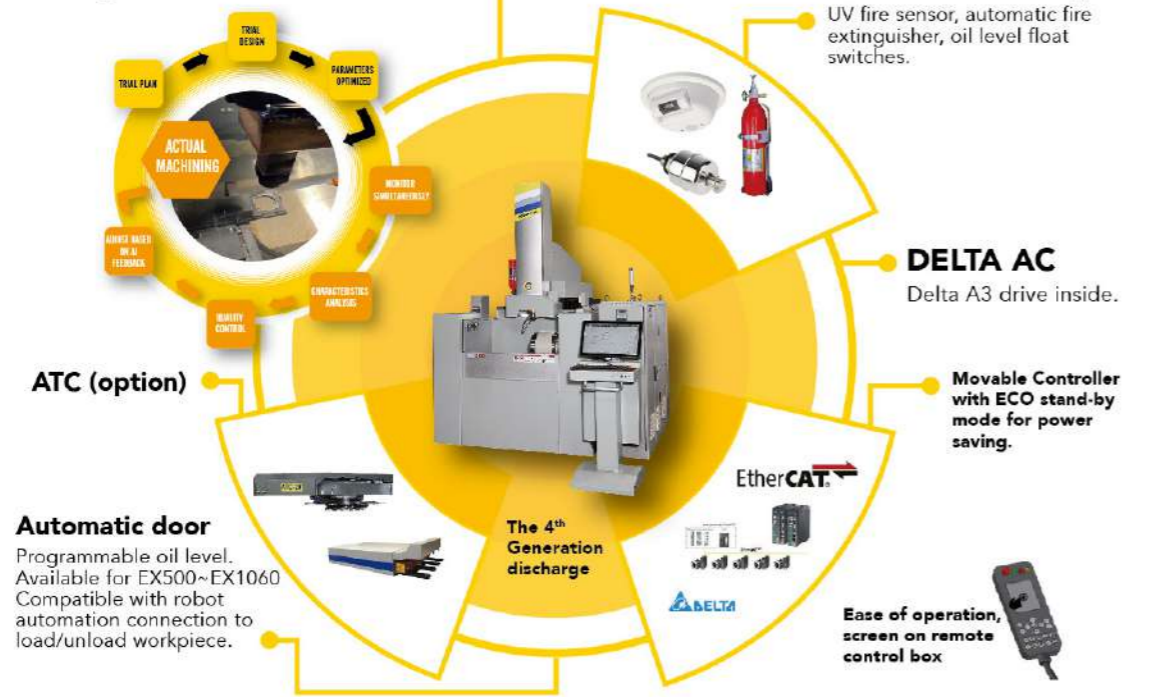 UV fire sensor, automatic fire
extinguisher, oil level float
switches.
TRIAL
DESIGN
TRIAL PLAN
PARAMETERS
OPTIMIZED
ACTUAL
MACHINING
MONITOR
SIMULTANEOUSLY
ADJUST BASED
ON AI
FEEDBACK
CHARACTERISTICS
ANALYSIS
QUALITY
CONTROL
DELTA AC
Delta A3 drive inside.
ATC (option)
Movable Controller
with ECO stand-by
mode for power
saving.
EtherCAT
Automatic door
Programmable oil level.
Available for EX500~EX1060
Compatible with robot
automation connection to
load/unload workpiece.
The 4th
Generation
discharge
DELTA
Ease of operation,
screen on remote
control box